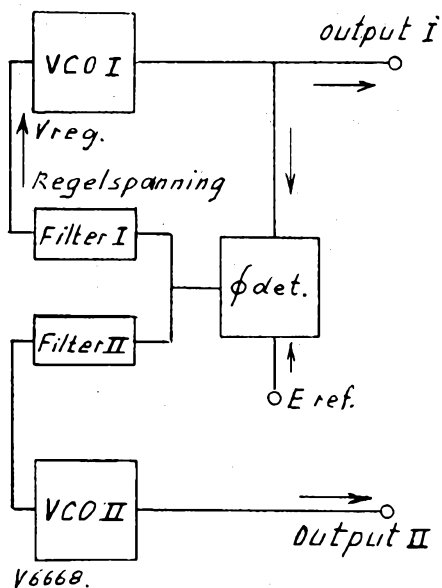 output I
VCO I
Vreg.
Regelspanning
Filter I
ϕdet.
Filter II
E ref.
VCO II
Output II
V6668.